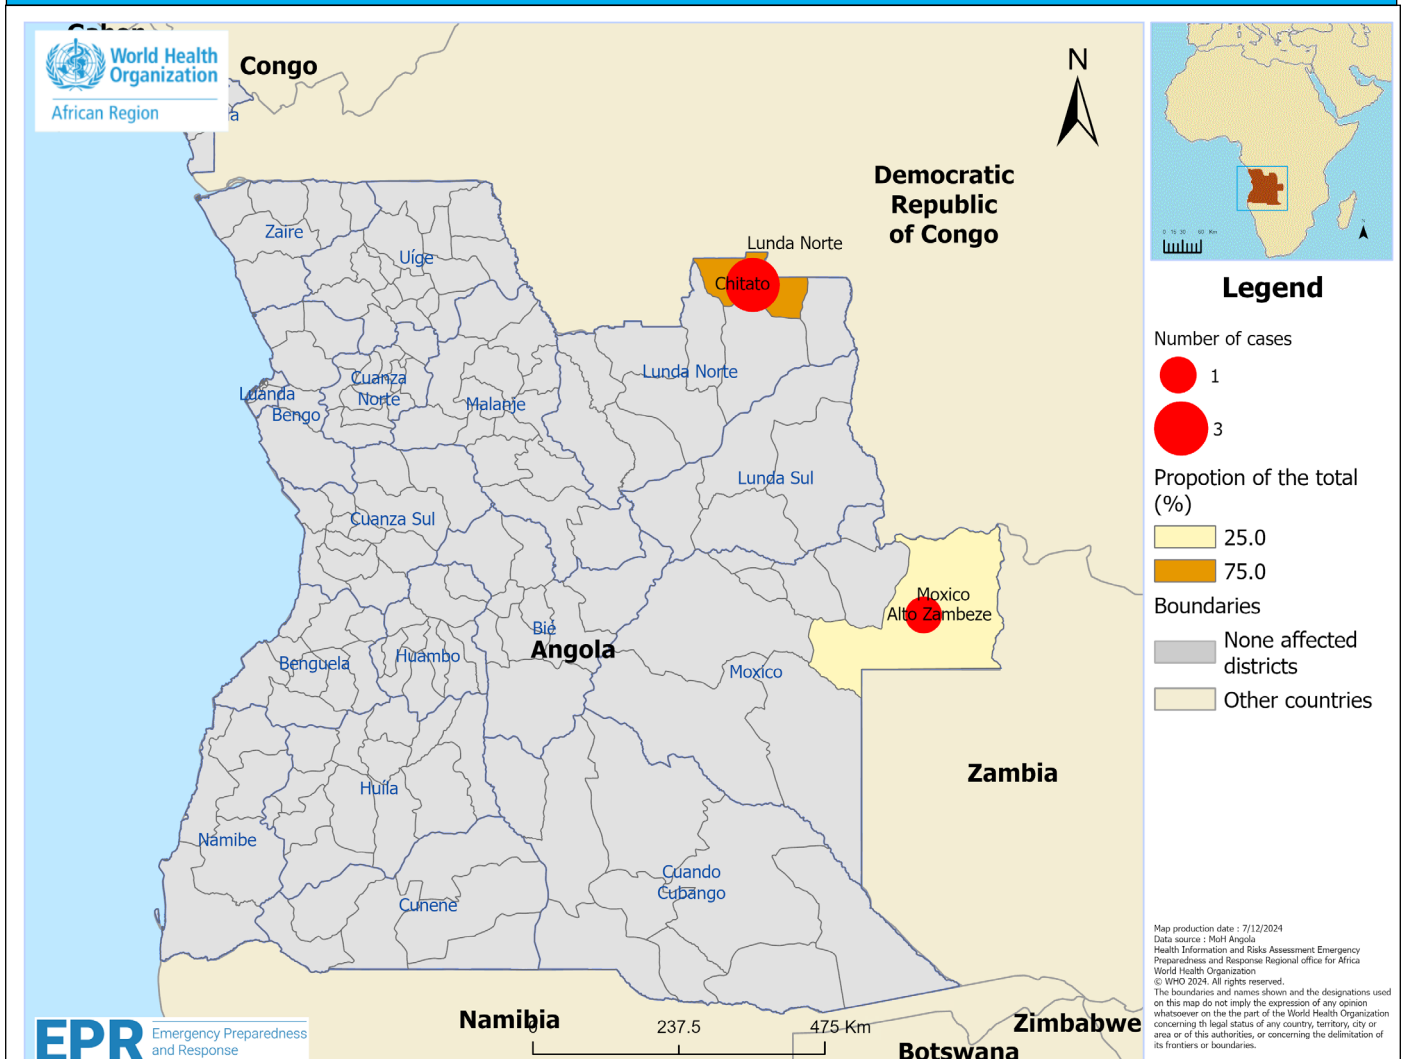 World Health
Organization
African Region
Congo
N
Democratic
Republic
of Congo
Zaire
Uíge
Lunda Norte
Chitato
Lunda Norte
Luanda
Bengo
Cuanza
Norte
Malanje
Lunda Sul
Cuanza Sul
Moxico
Alto Zambeze
Bié
Angola
Benguela
Huambo
Moxico
Zambia
Huíla
Namibe
Cuando
Cubango
Cunene
Namibia
0 237.5 475 Km
Zimbabwe
Botswana
EPR
Emergency Preparedness
and Response
Legend
Number of cases
1
3
Propotion of the total
(%)
25.0
75.0
Boundaries
None affected
districts
Other countries
Map production date : 7/12/2024
Data source : MoH Angola
Health Information and Risks Assessment Emergency
Preparedness and Response Regional office for Africa
World Health Organization
© WHO 2024. All rights reserved.
The boundaries and names shown and the designations used
on this map do not imply the expression of any opinion
whatsoever on the the part of the World Health Organization
concerning th legal status of any country, territory, city or
area or of this authorities, or concerning the delimitation of
its frontiers or boundaries.